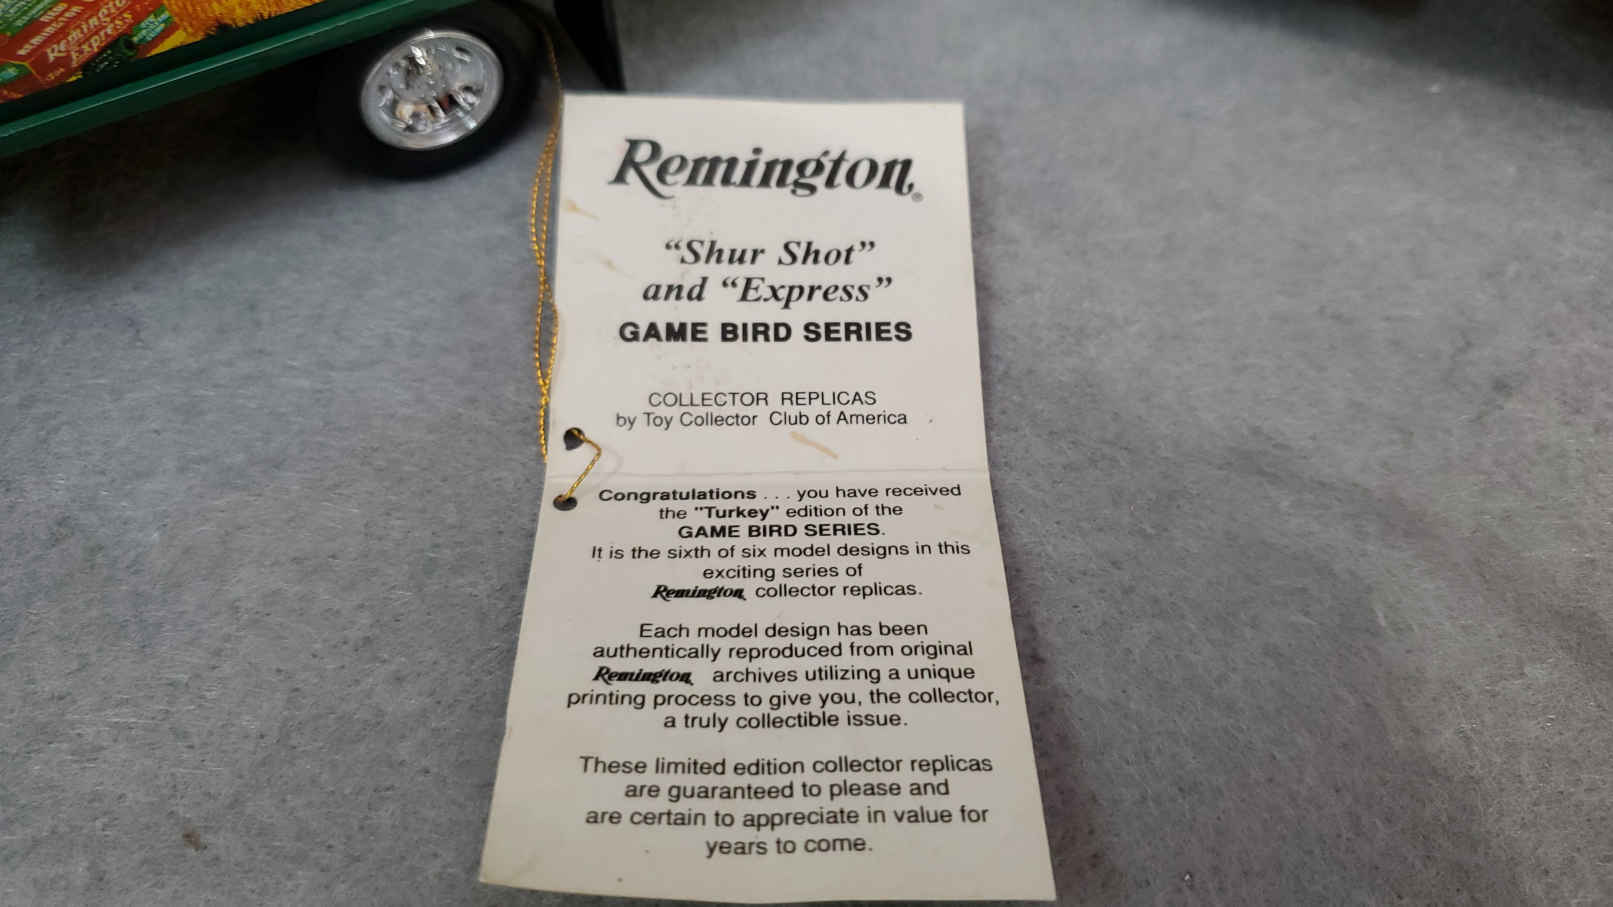 REMINGTON
Remington
Express
Remington®
“Shur Shot”
and “Express”
GAME BIRD SERIES
COLLECTOR REPLICAS
by Toy Collector Club of America
Congratulations . . . you have received
the "Turkey" edition of the
GAME BIRD SERIES.
It is the sixth of six model designs in this
exciting series of
Remington collector replicas.
Each model design has been
authentically reproduced from original
Remington archives utilizing a unique
printing process to give you, the collector,
a truly collectible issue.
These limited edition collector replicas
are guaranteed to please and
are certain to appreciate in value for
years to come.